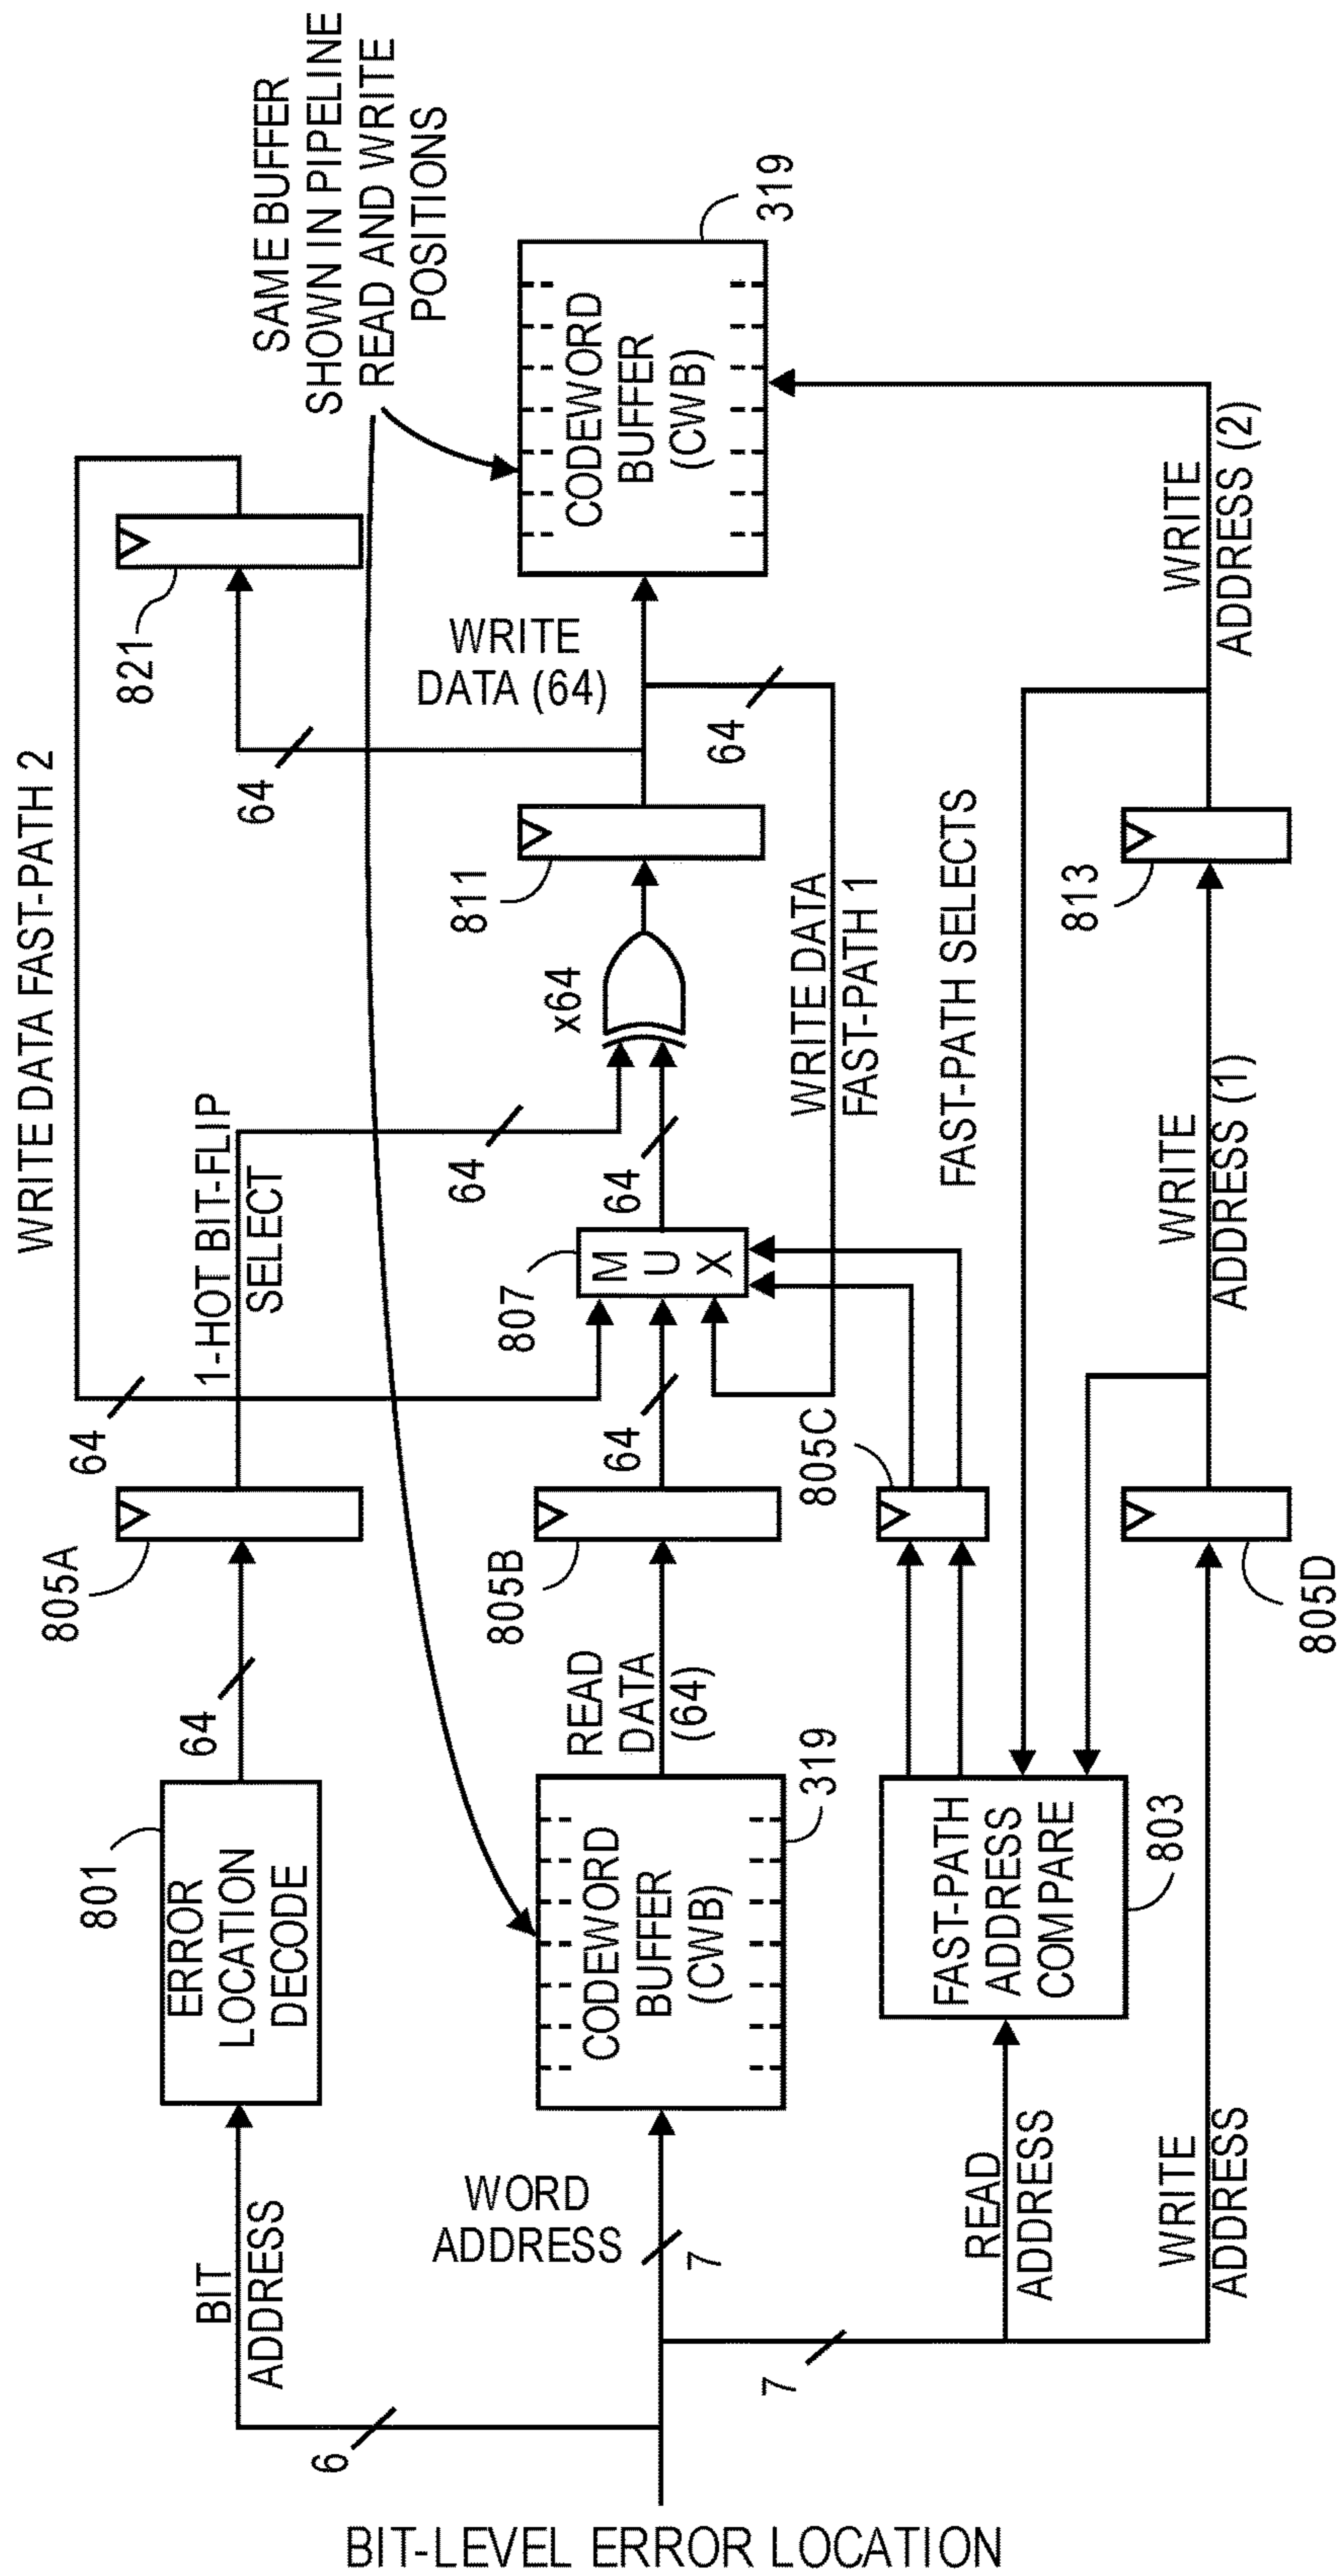 BIT-LEVEL ERROR LOCATION
6
BIT
ADDRESS
801
ERROR
LOCATION
DECODE
64
805A
1-HOT BIT-FLIP
SELECT
64
WRITE DATA FAST-PATH 2
64
821
64
SAME BUFFER
SHOWN IN PIPELINE
READ AND WRITE
POSITIONS
WORD
ADDRESS
7
CODEWORD
BUFFER
(CWB)
319
READ
DATA
(64)
805B
64
807
M
U
X
64
x64
811
WRITE
DATA (64)
64
WRITE DATA
FAST-PATH 1
CODEWORD
BUFFER
(CWB)
319
7
READ
ADDRESS
FAST-PATH
ADDRESS
COMPARE
803
805C
FAST-PATH SELECTS
WRITE
ADDRESS
805D
WRITE
ADDRESS (1)
813
WRITE
ADDRESS (2)